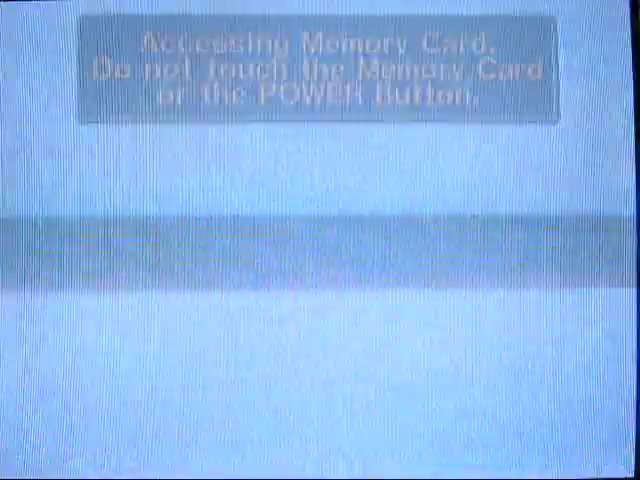 Accessing Memory Card.
Do not touch the Memory Card
or the POWER Button.